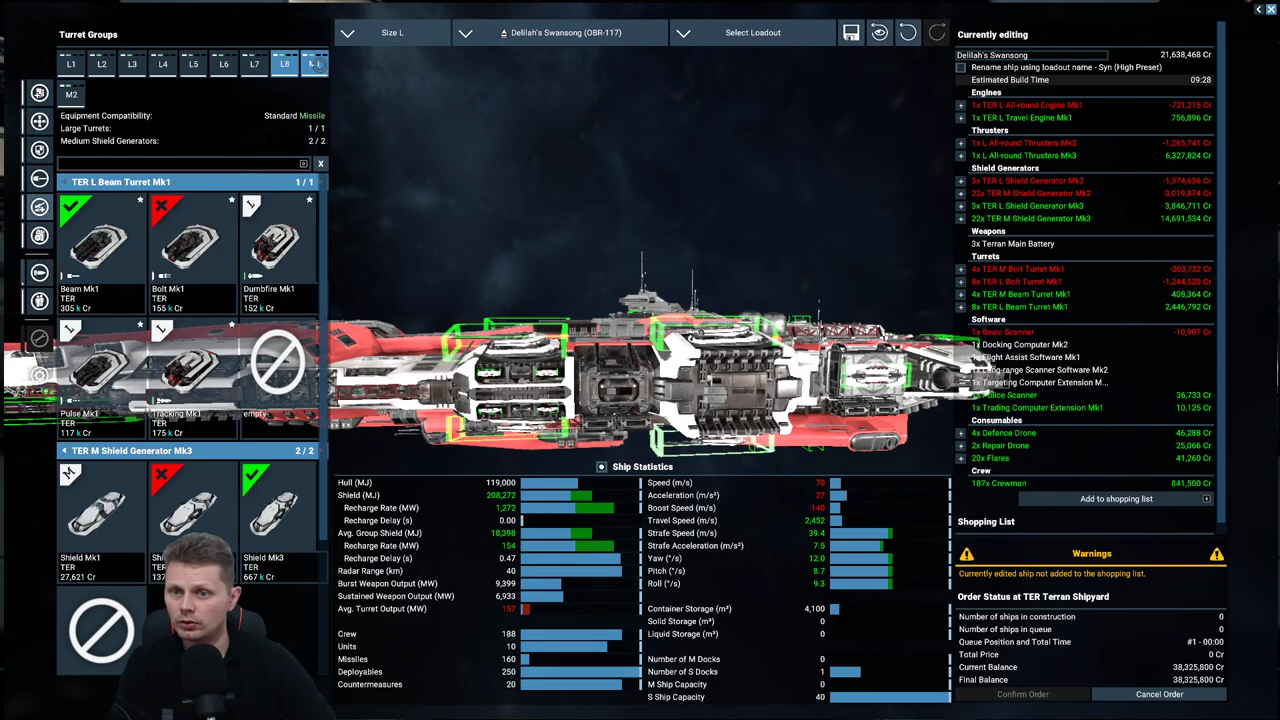 Turret Groups
L1 L2 L3 L4 L5 L6 L7 L8
M2
Equipment Compatibility: Standard Missile
Large Turrets: 1 / 1
Medium Shield Generators: 2 / 2
X
TER L Beam Turret Mk1 1 / 1
Beam Mk1 Bolt Mk1 Dumbfire Mk1
TER TER TER
305 k Cr 155 k Cr 152 k Cr
Pulse Mk1 Tracking Mk1 empty
TER TER
117 k Cr 175 k Cr
TER M Shield Generator Mk3 2 / 2
Shield Mk1 Shield Mk3
TER
27,621 Cr 667 k Cr
Size L
Delilah's Swansong (OBR-117)
Select Loadout
Ship Statistics
Hull (MJ) 119,000
Shield (MJ) 208,272
Recharge Rate (MW) 1,272
Recharge Delay (s) 0.00
Avg. Group Shield (MJ) 18,398
Recharge Rate (MW) 154
Recharge Delay (s) 0.47
Radar Range (km) 40
Burst Weapon Output (MW) 9,399
Sustained Weapon Output (MW) 6,933
Avg. Turret Output (MW) 157
Crew 188
Units 10
Missiles 160
Deployables 250
Countermeasures 20
Speed (m/s) 70
Acceleration (m/s²) 27
Boost Speed (m/s) 140
Travel Speed (m/s) 2,452
Strafe Speed (m/s) 39.4
Strafe Acceleration (m/s²) 7.5
Yaw (°/s) 12.0
Pitch (°/s) 8.7
Roll (°/s) 9.3
Container Storage (m³) 4,100
Solid Storage (m³) 0
Liquid Storage (m³) 0
Number of M Docks 0
Number of S Docks 1
M Ship Capacity 0
S Ship Capacity 40
Currently editing
Delilah's Swansong 21,638,468 Cr
Rename ship using loadout name - Syn (High Preset)
Estimated Build Time 09:28
Engines
1x TER L All-round Engine Mk1 -721,215 Cr
1x TER L Travel Engine Mk1 756,896 Cr
Thrusters
1x L All-round Thrusters Mk2 -1,265,741 Cr
1x L All-round Thrusters Mk3 6,327,824 Cr
Shield Generators
3x TER L Shield Generator Mk2 -1,374,636 Cr
22x TER M Shield Generator Mk2 -3,019,874 Cr
3x TER L Shield Generator Mk3 3,846,711 Cr
22x TER M Shield Generator Mk3 14,691,534 Cr
Weapons
3x Terran Main Battery
Turrets
4x TER M Bolt Turret Mk1 -203,732 Cr
8x TER L Bolt Turret Mk1 -1,244,520 Cr
4x TER M Beam Turret Mk1 408,364 Cr
8x TER L Beam Turret Mk1 2,446,792 Cr
Software
1x Basic Scanner -10,907 Cr
1x Docking Computer Mk2
1x Flight Assist Software Mk1
1x Long-range Scanner Software Mk2
1x Targeting Computer Extension M...
Police Scanner 36,733 Cr
1x Trading Computer Extension Mk1 10,125 Cr
Consumables
4x Defence Drone 46,288 Cr
2x Repair Drone 25,066 Cr
20x Flares 41,260 Cr
Crew
187x Crewman 841,500 Cr
Add to shopping list
Shopping List
Warnings
Currently edited ship not added to the shopping list.
Order Status at TER Terran Shipyard
Number of ships in construction 0
Number of ships in queue 0
Queue Position and Total Time #1 - 00:00
Total Price 0 Cr
Current Balance 38,325,800 Cr
Final Balance 38,325,800 Cr
Confirm Order Cancel Order